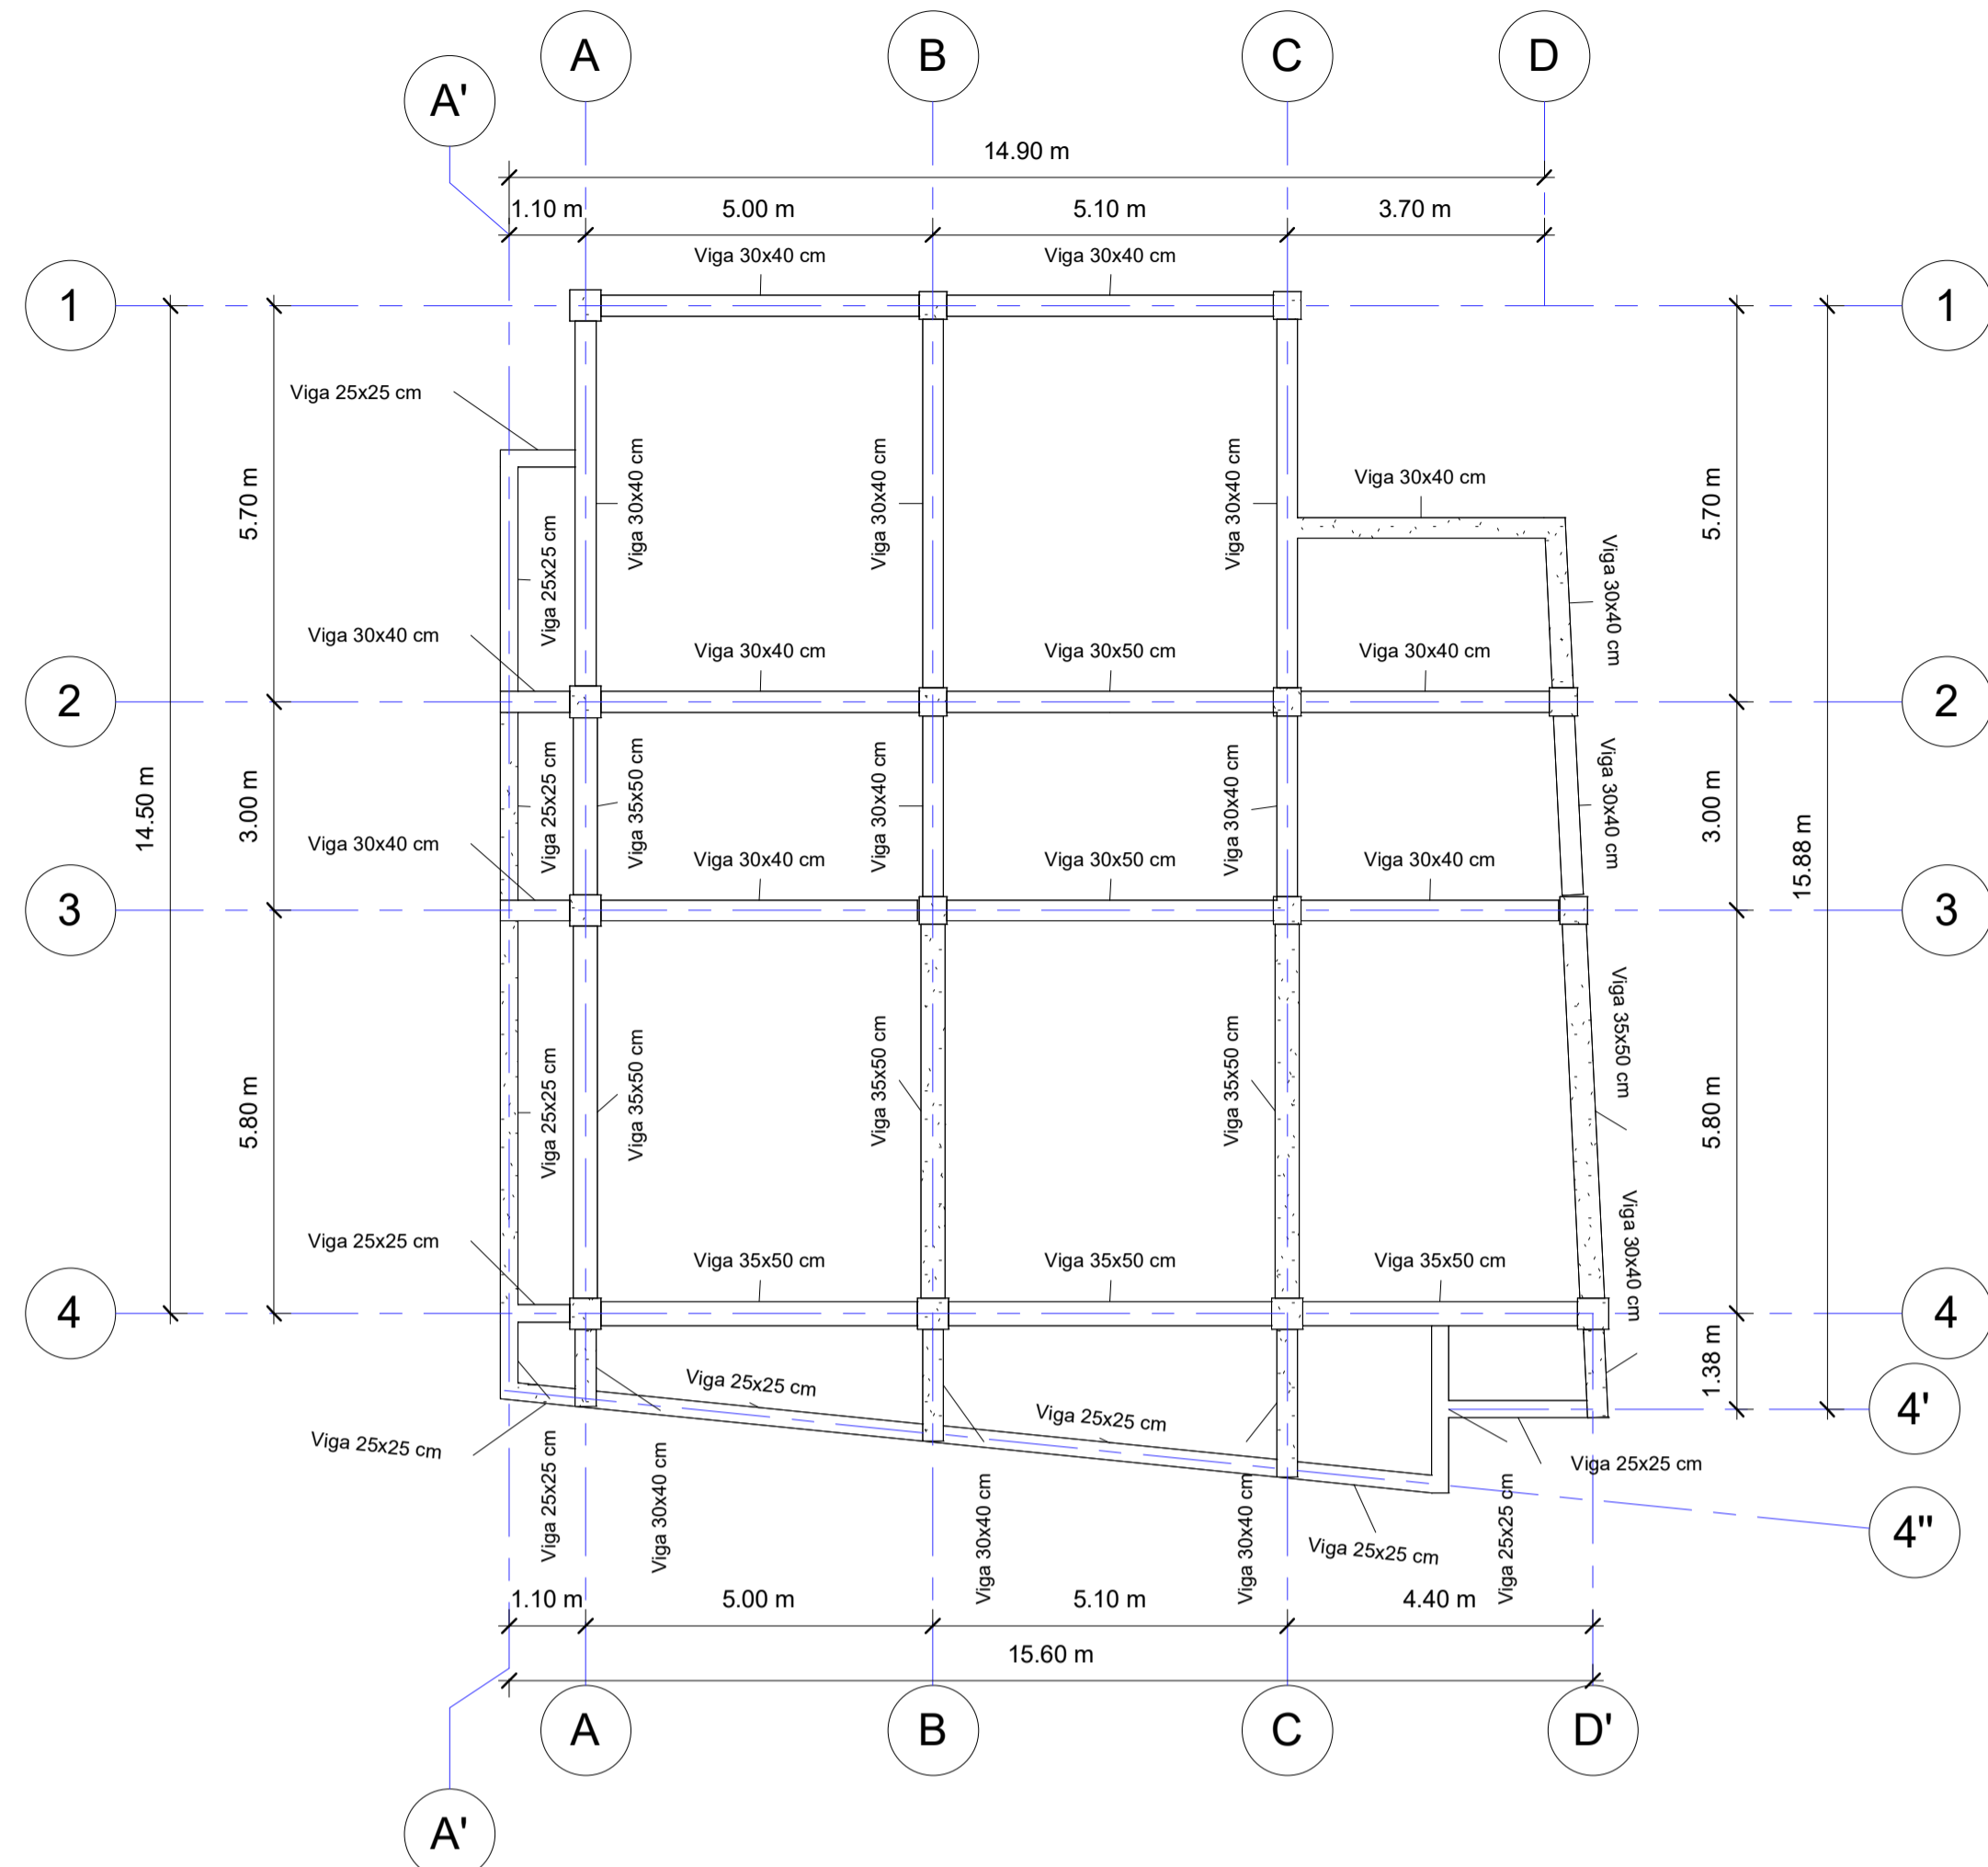 A
B
C
D
A'
14.90 m
1.10 m
5.00 m
5.10 m
3.70 m
Viga 30x40 cm
Viga 30x40 cm
1
1
Viga 25x25 cm
5.70 m
Viga 25x25 cm
Viga 30x40 cm
Viga 30x40 cm
Viga 30x40 cm
Viga 30x40 cm
Viga 30x40 cm
5.70 m
Viga 30x40 cm
Viga 30x40 cm
Viga 30x50 cm
Viga 30x40 cm
2
2
14.50 m
3.00 m
Viga 25x25 cm
Viga 35x50 cm
Viga 30x40 cm
Viga 30x40 cm
Viga 30x40 cm
3.00 m
15.88 m
Viga 30x40 cm
Viga 30x40 cm
Viga 30x50 cm
Viga 30x40 cm
3
3
5.80 m
Viga 25x25 cm
Viga 35x50 cm
Viga 35x50 cm
Viga 35x50 cm
Viga 35x50 cm
5.80 m
Viga 25x25 cm
Viga 35x50 cm
Viga 35x50 cm
Viga 35x50 cm
Viga 30x40 cm
4
4
1.38 m
Viga 25x25 cm
Viga 25x25 cm
4'
Viga 25x25 cm
Viga 25x25 cm
Viga 30x40 cm
Viga 30x40 cm
Viga 30x40 cm
Viga 25x25 cm
Viga 25x25 cm
Viga 25x25 cm
4"
1.10 m
5.00 m
5.10 m
4.40 m
15.60 m
A
B
C
D'
A'